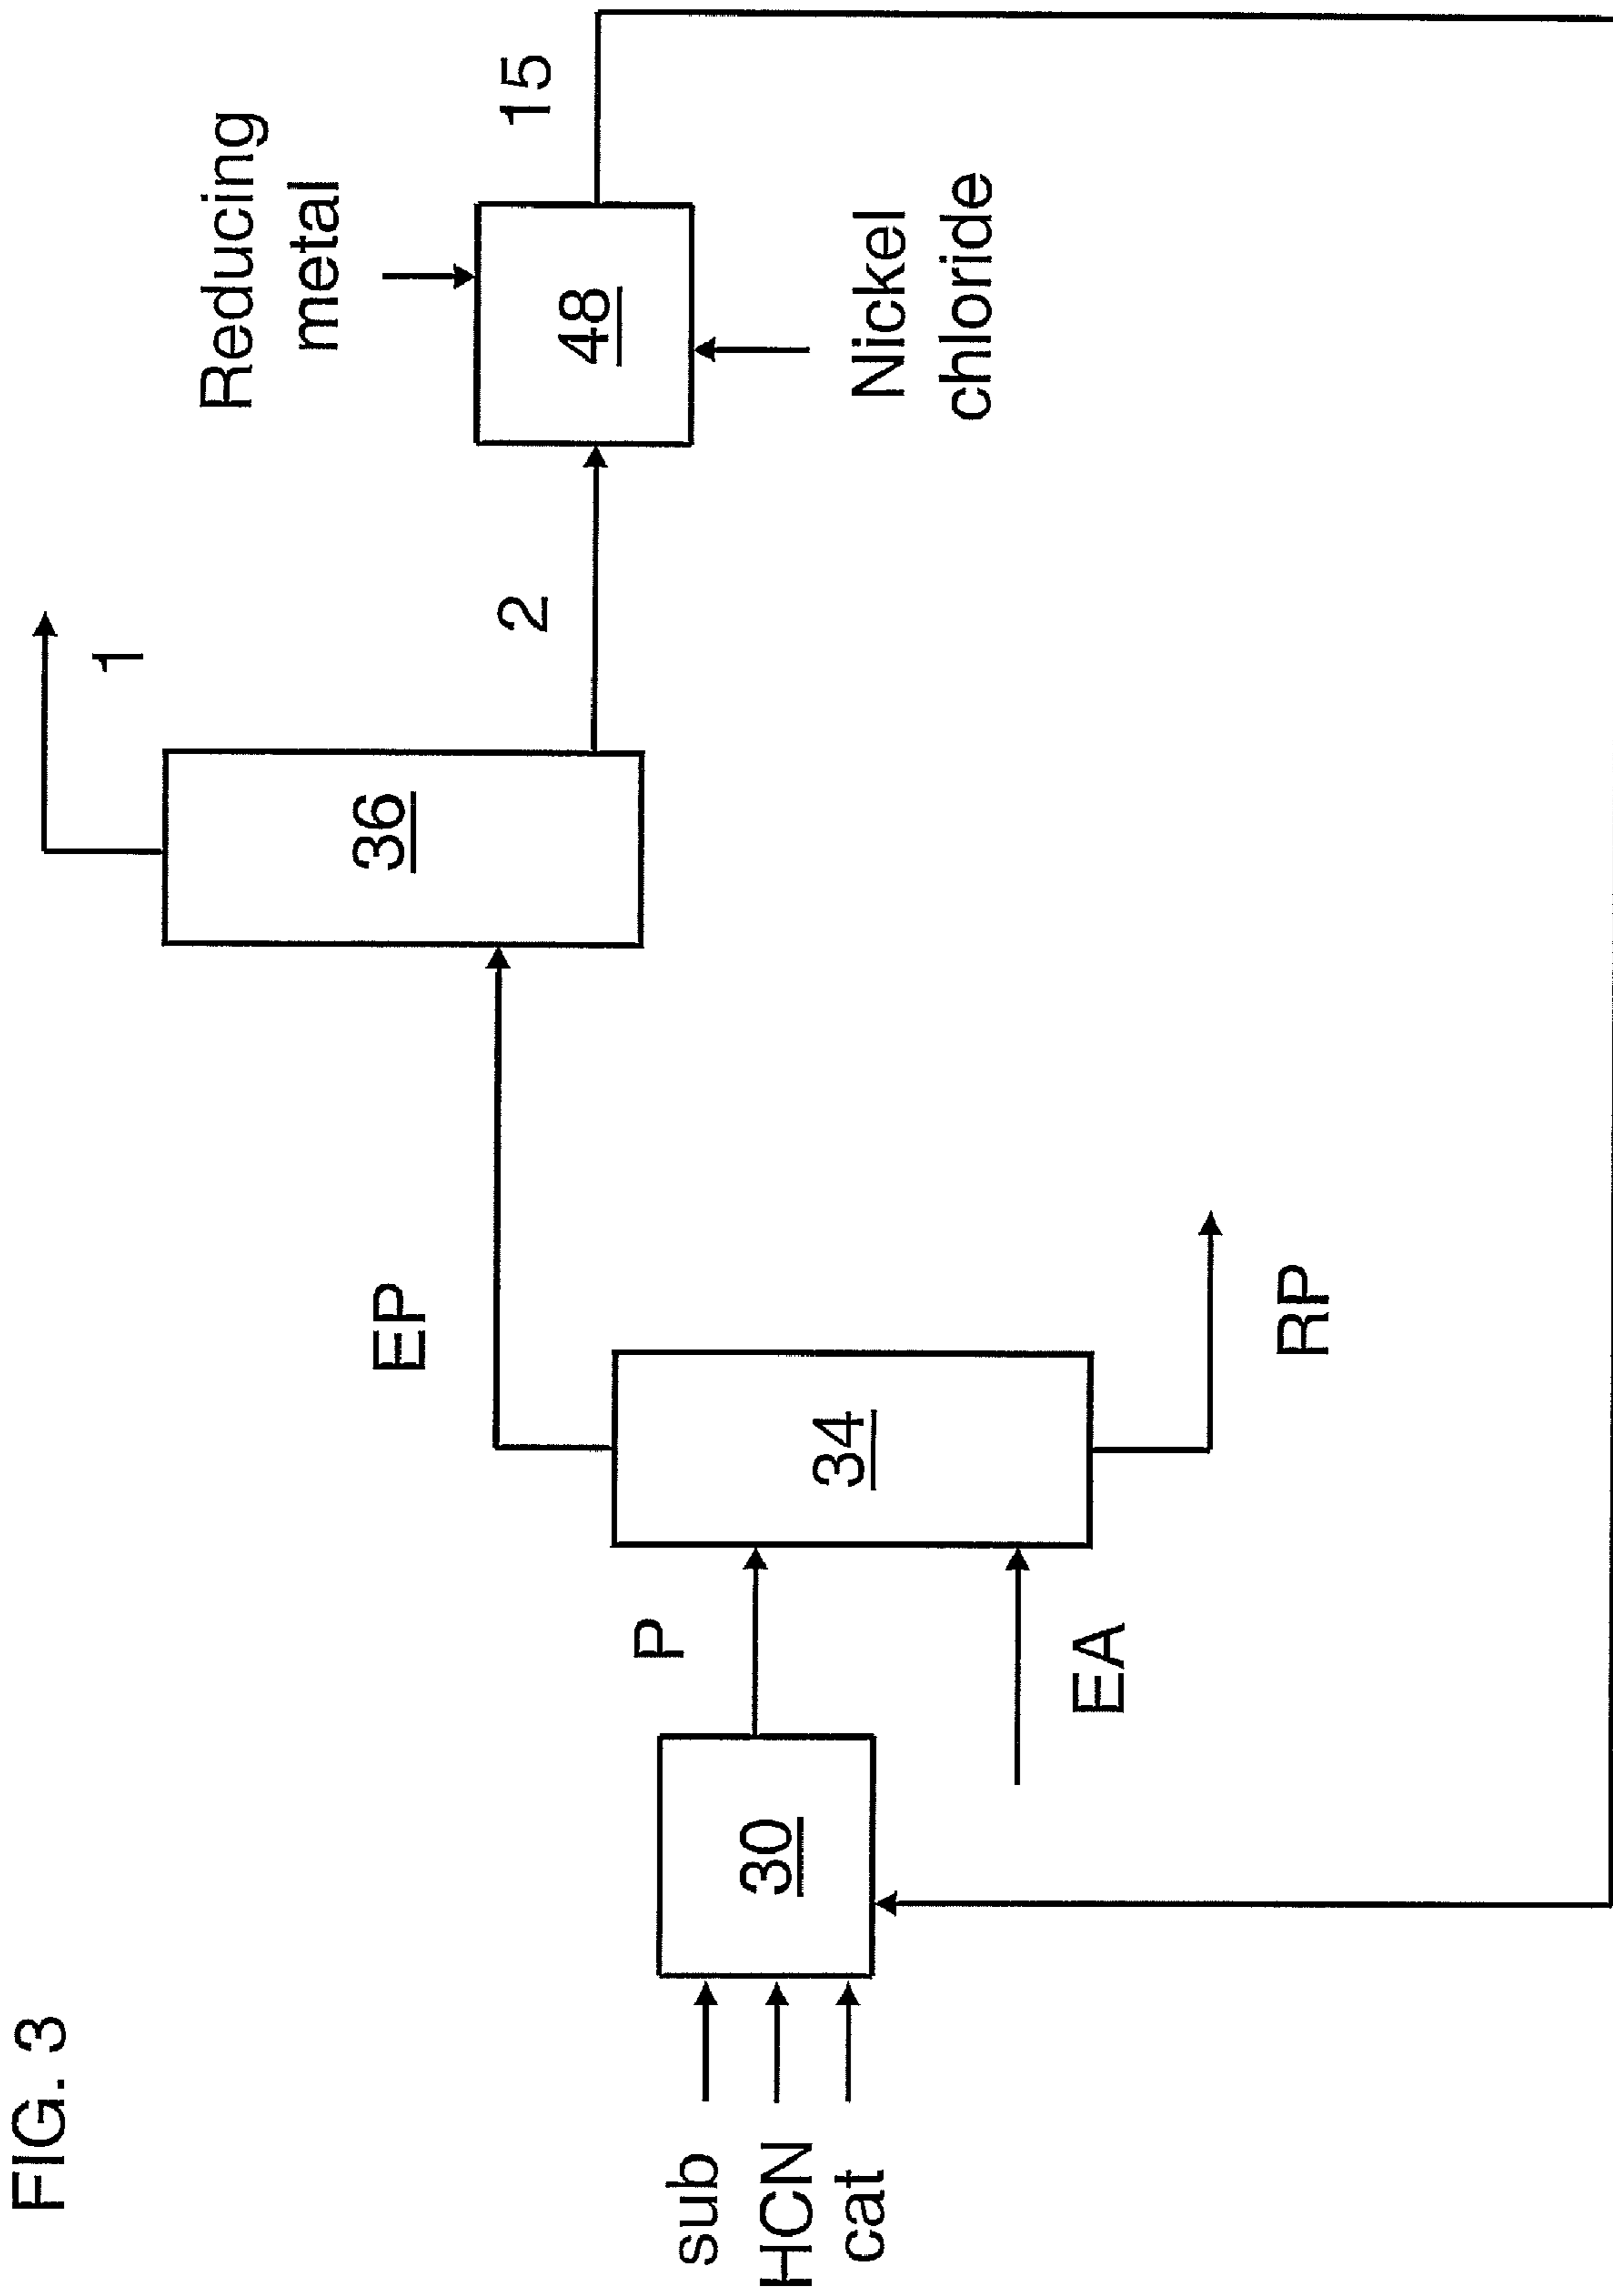 FIG. 3
sub
HCN
cat
30
P
EA
34
EP
RP
36
1
2
Reducing
metal
48
Nickel
chloride
15